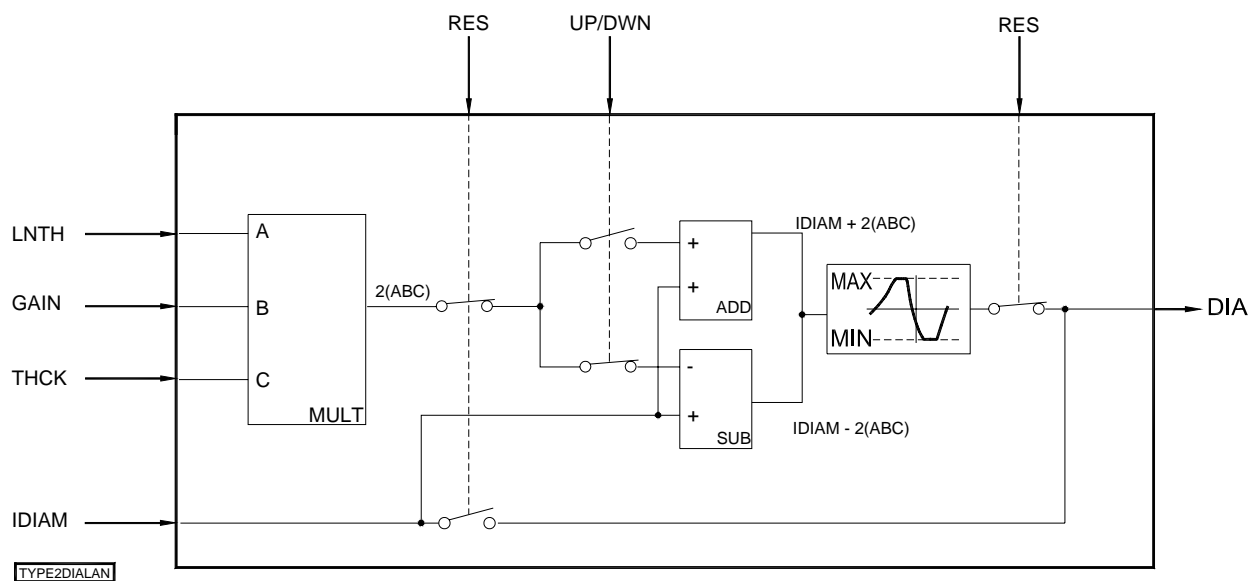 RES
UP/DWN
RES
LNTH
A
GAIN
B
THCK
C
MULT
2(ABC)
+
+
ADD
-
+
SUB
IDIAM + 2(ABC)
IDIAM - 2(ABC)
MAX
MIN
DIA
IDIAM
TYPE2DIALAN